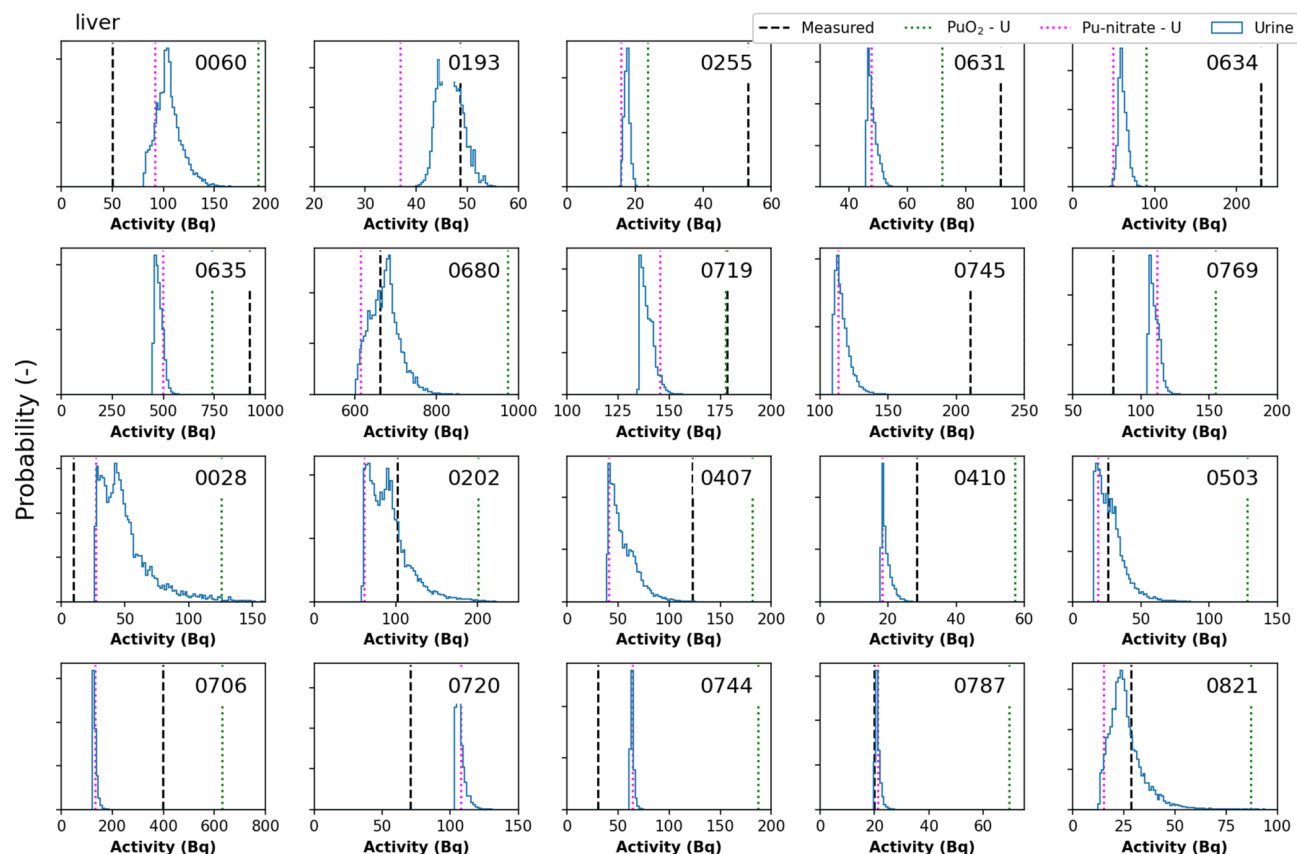 liver
Measured PuO₂ - U Pu-nitrate - U Urine
Probability (-)
0060 0193 0255 0631 0634
0 50 100 150 200 20 30 40 50 60 0 20 40 60 40 60 80 100 0 100 200
Activity (Bq) Activity (Bq) Activity (Bq) Activity (Bq) Activity (Bq)
0635 0680 0719 0745 0769
0 250 500 750 1000 600 800 1000 100 125 150 175 200 100 150 200 250 50 100 150 200
Activity (Bq) Activity (Bq) Activity (Bq) Activity (Bq) Activity (Bq)
0028 0202 0407 0410 0503
0 50 100 150 0 100 200 0 50 100 150 200 0 20 40 60 0 50 100 150
Activity (Bq) Activity (Bq) Activity (Bq) Activity (Bq) Activity (Bq)
0706 0720 0744 0787 0821
0 200 400 600 800 0 50 100 150 0 50 100 150 200 0 20 40 60 0 25 50 75 100
Activity (Bq) Activity (Bq) Activity (Bq) Activity (Bq) Activity (Bq)